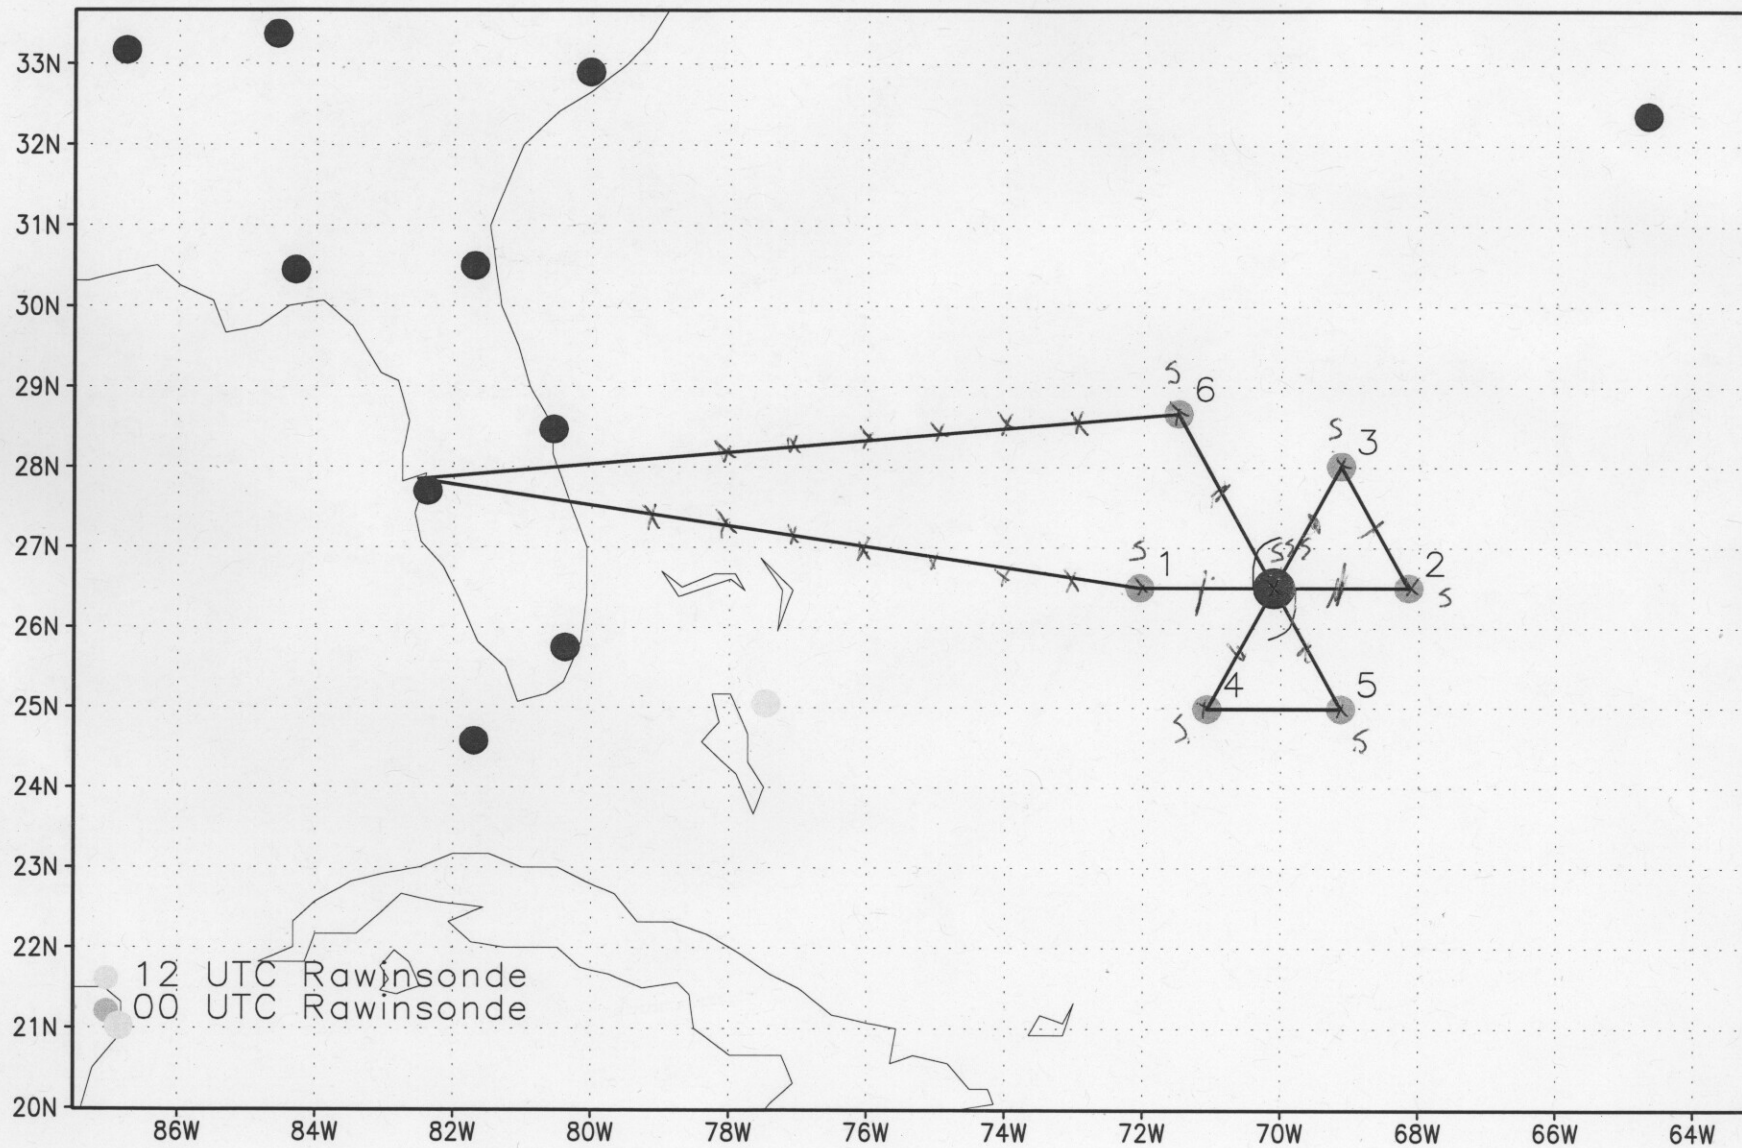 33N
32N
31N
30N
29N
28N
27N
26N
25N
24N
23N
22N
21N
20N
S 6
S 3
S 1
SSS
2 S
4 S
5 S
12 UTC Rawinsonde
00 UTC Rawinsonde
86W 84W 82W 80W 78W 76W 74W 72W 70W 68W 66W 64W